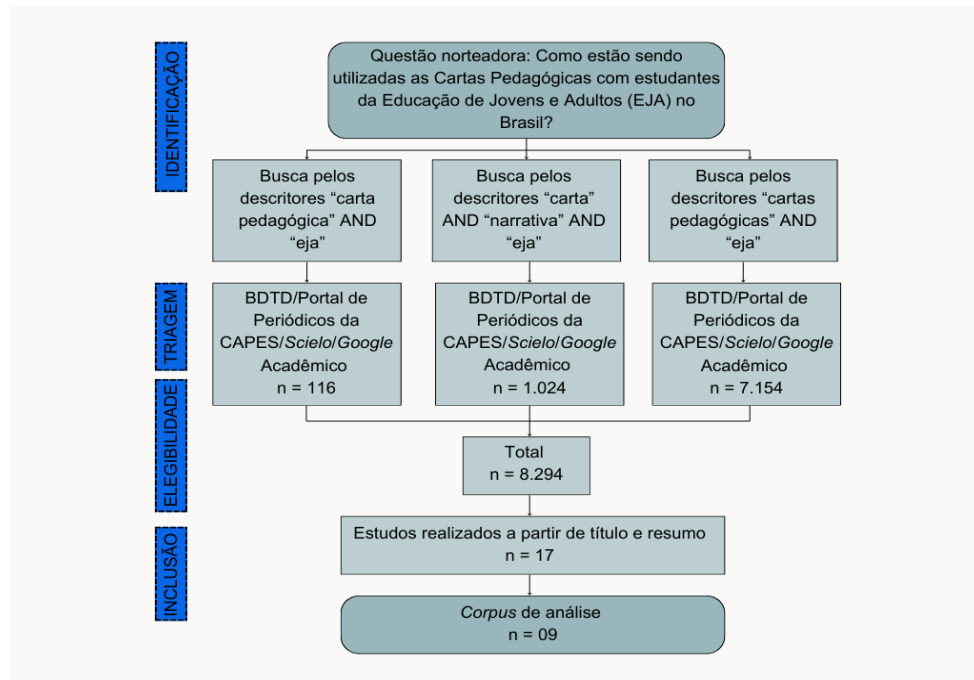 IDENTIFICAÇÃO
Questão norteadora: Como estão sendo
utilizadas as Cartas Pedagógicas com estudantes
da Educação de Jovens e Adultos (EJA) no
Brasil?
Busca pelos
descritores “carta
pedagógica” AND
“eja”
Busca pelos
descritores “carta”
AND “narrativa” AND
“eja”
Busca pelos
descritores “cartas
pedagógicas” AND
“eja”
TRIAGEM
BDTD/Portal de
Periódicos da
CAPES/Scielo/Google
Acadêmico
n = 116
BDTD/Portal de
Periódicos da
CAPES/Scielo/Google
Acadêmico
n = 1.024
BDTD/Portal de
Periódicos da
CAPES/Scielo/Google
Acadêmico
n = 7.154
ELEGIBILIDADE
Total
n = 8.294
INCLUSÃO
Estudos realizados a partir de título e resumo
n = 17
Corpus de análise
n = 09